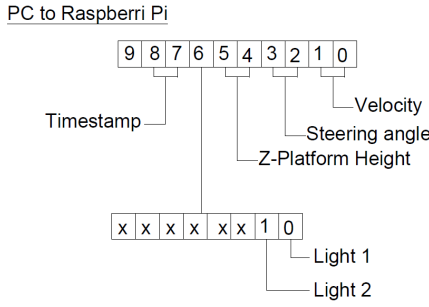 PC to Raspberri Pi
9 8 7 6 5 4 3 2 1 0
Velocity
Timestamp
Steering angle
Z-Platform Height
x x x x x x 1 0
Light 1
Light 2